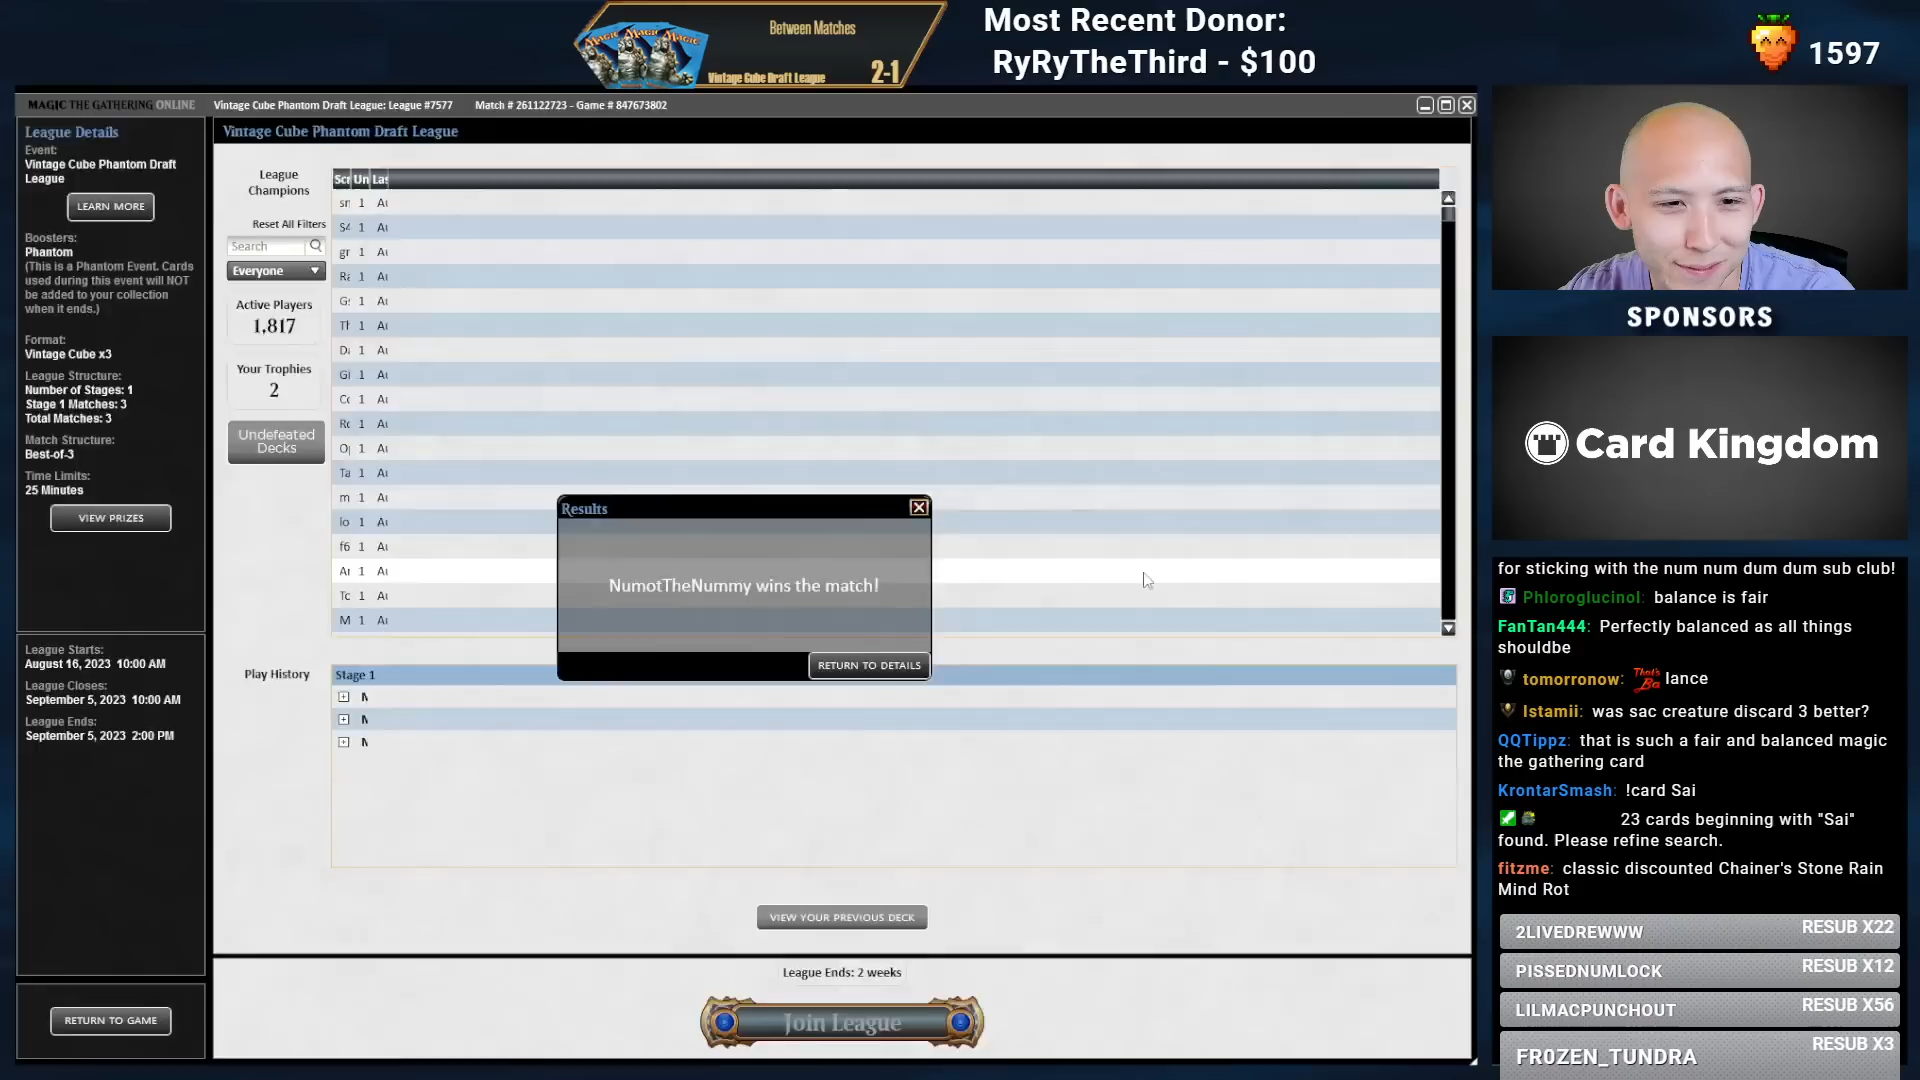 Between Matches
Vintage Cube Draft League
2-1
Most Recent Donor:
RyRyTheThird - $100
1597
MAGIC THE GATHERING ONLINE
Vintage Cube Phantom Draft League: League #7577
Match # 261122723 - Game # 847673802
League Details
Event:
Vintage Cube Phantom Draft
League
LEARN MORE
Boosters:
Phantom
(This is a Phantom Event. Cards
used during this event will NOT
be added to your collection
when it ends.)
Format:
Vintage Cube x3
League Structure:
Number of Stages: 1
Stage 1 Matches: 3
Total Matches: 3
Match Structure:
Best-of-3
Time Limits:
25 Minutes
VIEW PRIZES
League Starts:
August 16, 2023 10:00 AM
League Closes:
September 5, 2023 10:00 AM
League Ends:
September 5, 2023 2:00 PM
RETURN TO GAME
Vintage Cube Phantom Draft League
League
Champions
Reset All Filters
Search
Everyone
Active Players
1,817
Your Trophies
2
Undefeated
Decks
Results
NumotTheNummy wins the match!
RETURN TO DETAILS
Play History
Stage 1
VIEW YOUR PREVIOUS DECK
League Ends: 2 weeks
Join League
SPONSORS
Card Kingdom
for sticking with the num num dum dum sub club!
Phloroglucinol: balance is fair
FanTan444: Perfectly balanced as all things
shouldbe
tomorronow: That's Ba lance
Istamii: was sac creature discard 3 better?
QQTippz: that is such a fair and balanced magic
the gathering card
KrontarSmash: !card Sai
23 cards beginning with "Sai"
found. Please refine search.
fitzme: classic discounted Chainer's Stone Rain
Mind Rot
2LIVEDREWWW RESUB X22
PISSEDNUMLOCK RESUB X12
LILMACPUNCHOUT RESUB X56
FR0ZEN_TUNDRA RESUB X3